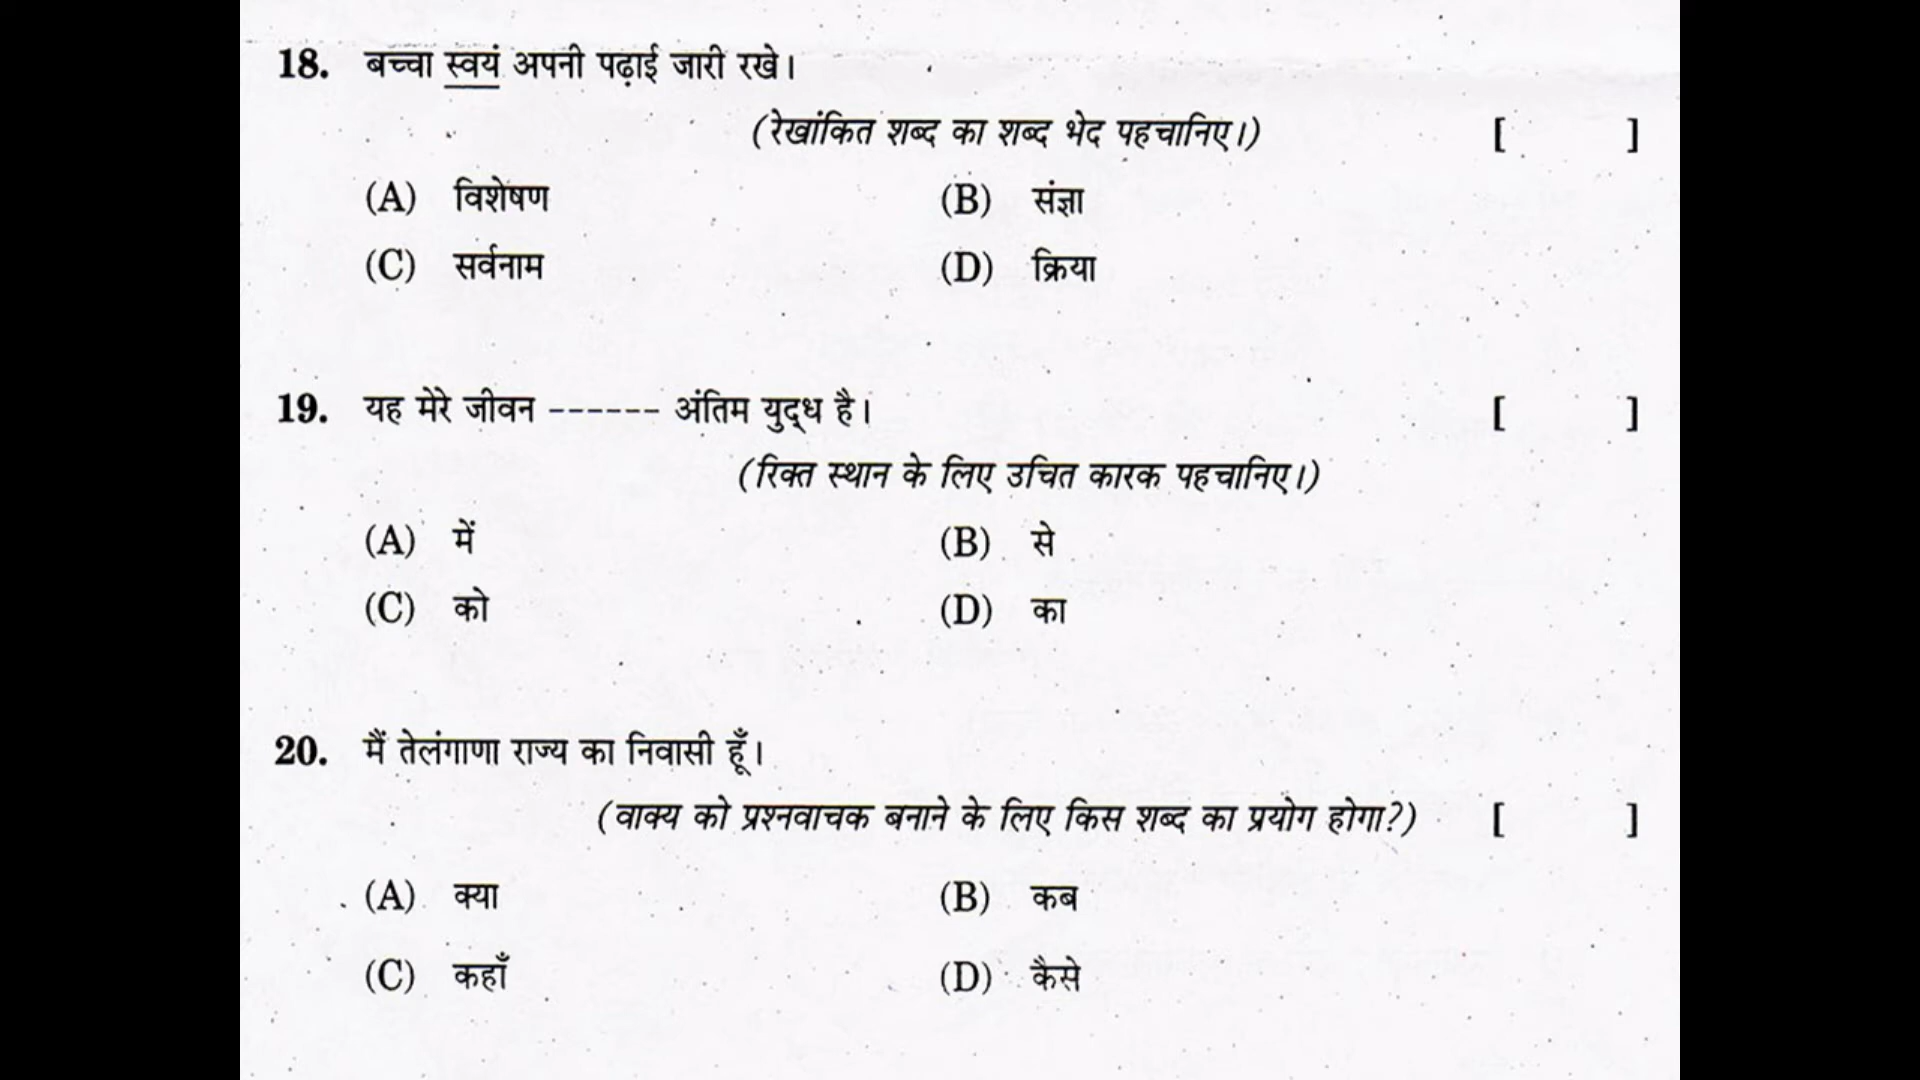 18. बच्चा स्वयं अपनी पढ़ाई जारी रखे।
(रेखांकित शब्द का शब्द भेद पहचानिए।) [ ]
(A) विशेषण (B) संज्ञा
(C) सर्वनाम (D) क्रिया
19. यह मेरे जीवन ------ अंतिम युद्ध है। [ ]
(रिक्त स्थान के लिए उचित कारक पहचानिए।)
(A) में (B) से
(C) को (D) का
20. मैं तेलंगाणा राज्य का निवासी हूँ।
(वाक्य को प्रश्नवाचक बनाने के लिए किस शब्द का प्रयोग होगा?) [ ]
(A) क्या (B) कब
(C) कहाँ (D) कैसे